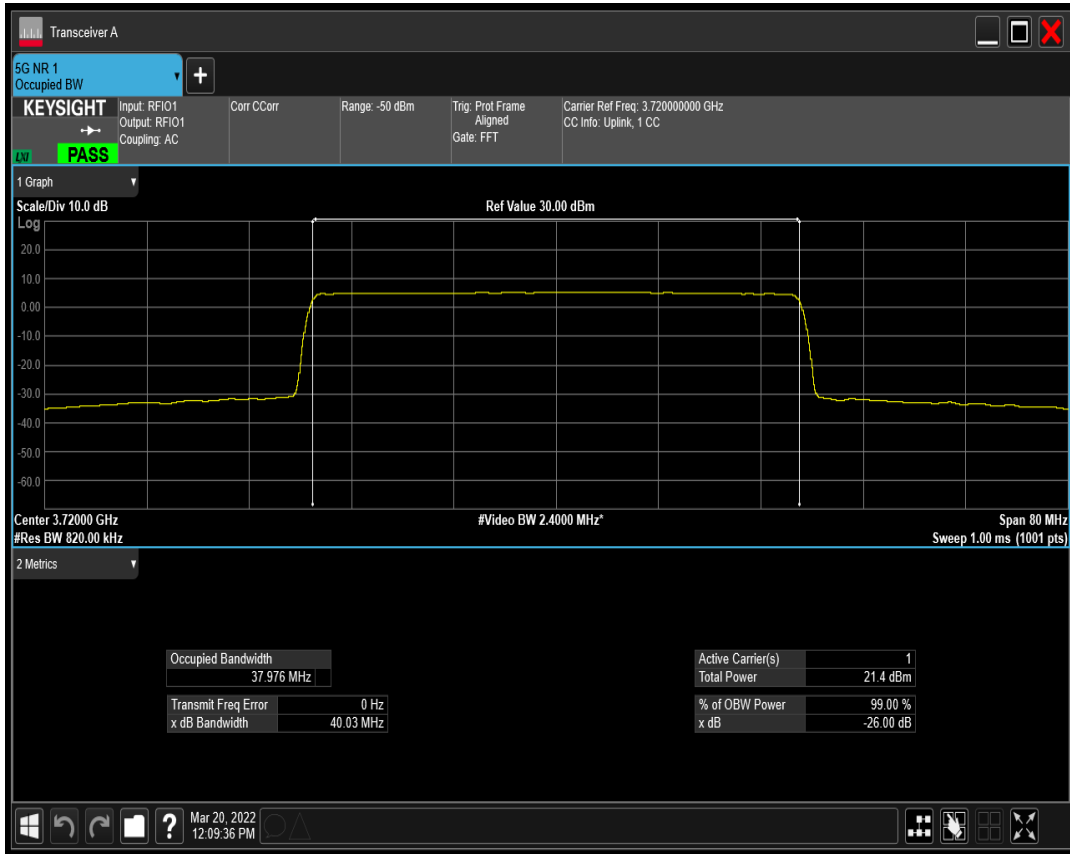 Transceiver A
5G NR 1
Occupied BW
KEYSIGHT
LXI
PASS
Input: RFIO1
Output: RFIO1
Coupling: AC
Corr CCorr
Range: -50 dBm
Trig: Prot Frame
Aligned
Gate: FFT
Carrier Ref Freq: 3.720000000 GHz
CC Info: Uplink, 1 CC
1 Graph
Scale/Div 10.0 dB
Ref Value 30.00 dBm
Log
20.0
10.0
0.00
-10.0
-20.0
-30.0
-40.0
-50.0
-60.0
Center 3.72000 GHz
#Video BW 2.4000 MHz*
Span 80 MHz
#Res BW 820.00 kHz
Sweep 1.00 ms (1001 pts)
2 Metrics
Occupied Bandwidth
37.976 MHz
Transmit Freq Error 0 Hz
x dB Bandwidth 40.03 MHz
Active Carrier(s) 1
Total Power 21.4 dBm
% of OBW Power 99.00 %
x dB -26.00 dB
?
Mar 20, 2022
12:09:36 PM